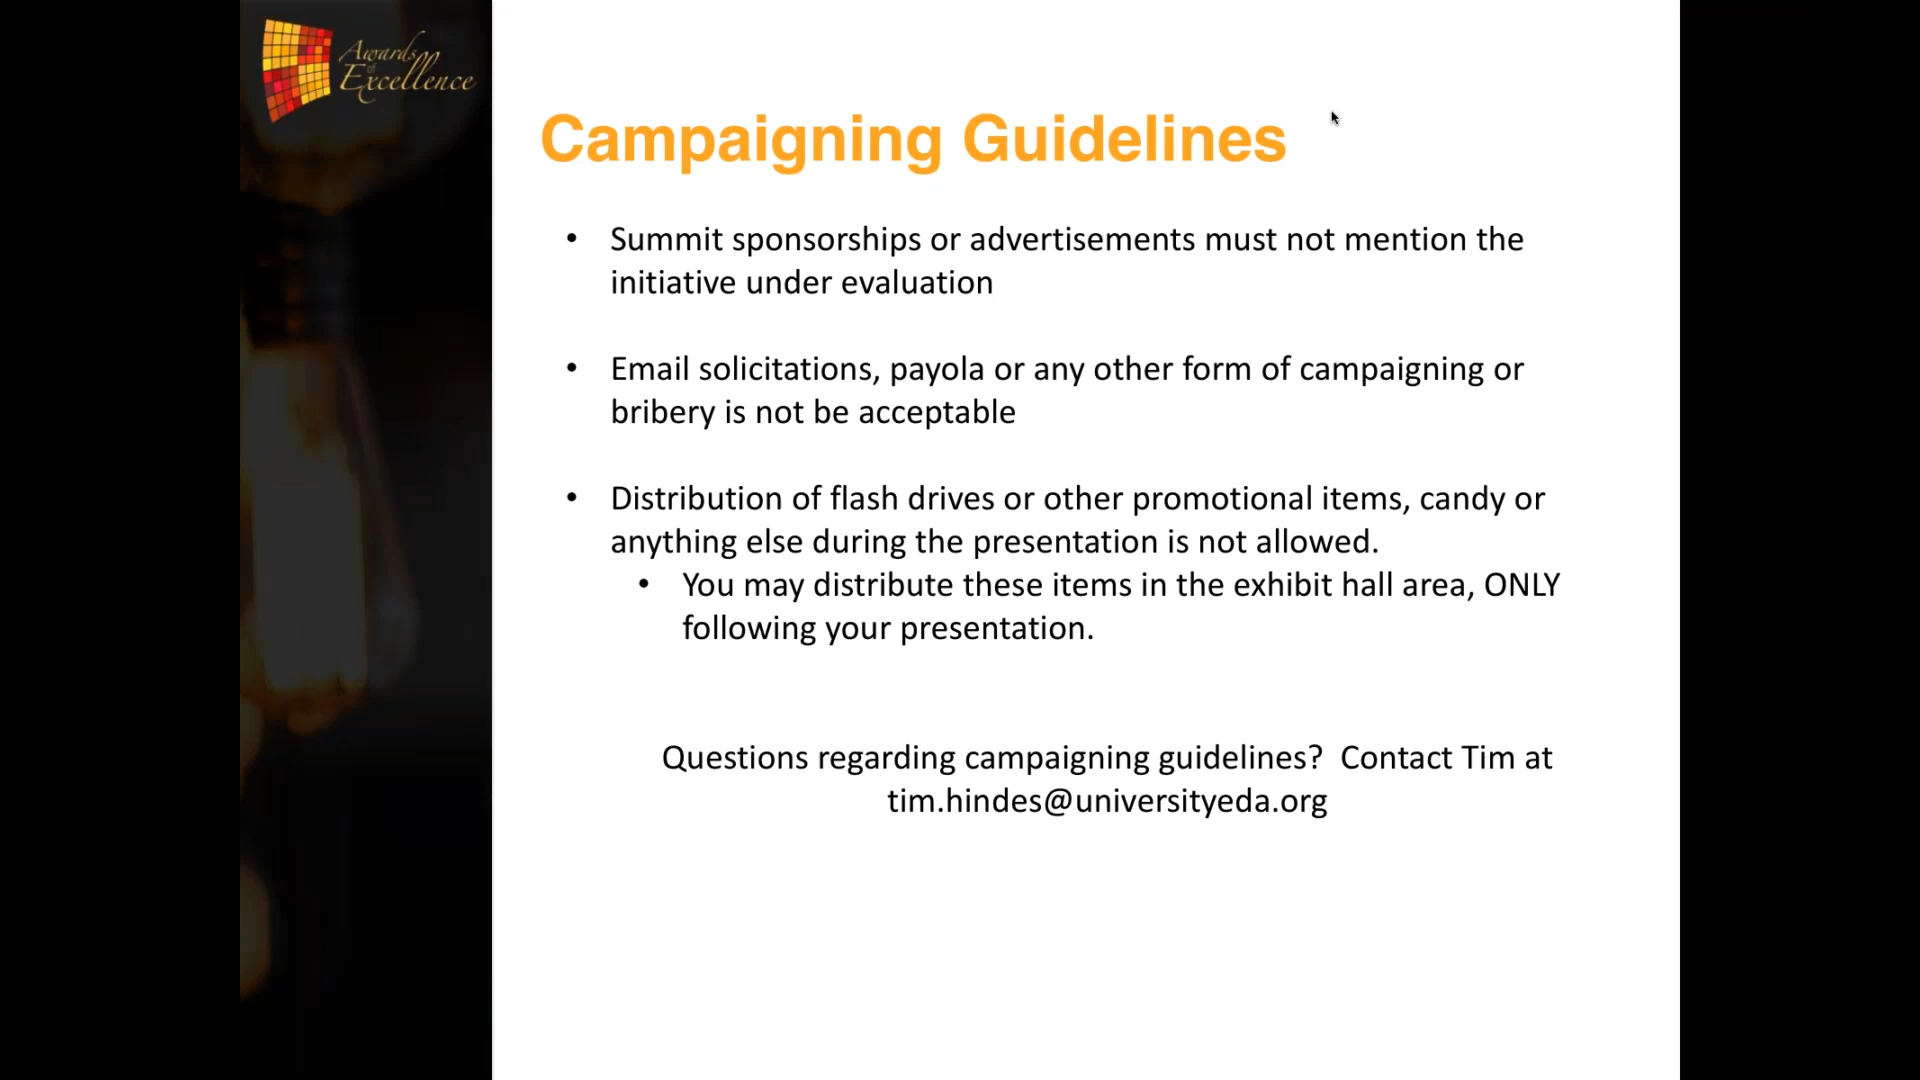 Awards
of
Excellence
Campaigning Guidelines
• Summit sponsorships or advertisements must not mention the
initiative under evaluation
• Email solicitations, payola or any other form of campaigning or
bribery is not be acceptable
• Distribution of flash drives or other promotional items, candy or
anything else during the presentation is not allowed.
• You may distribute these items in the exhibit hall area, ONLY
following your presentation.
Questions regarding campaigning guidelines?  Contact Tim at
tim.hindes@universityeda.org